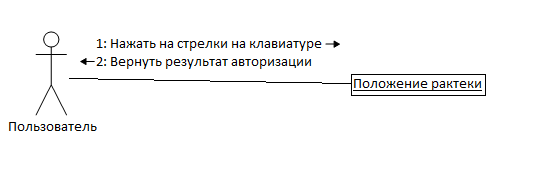 1: Нажать на стрелки на клавиатуре →
←2: Вернуть результат авторизации
Положение рактеки
Пользователь